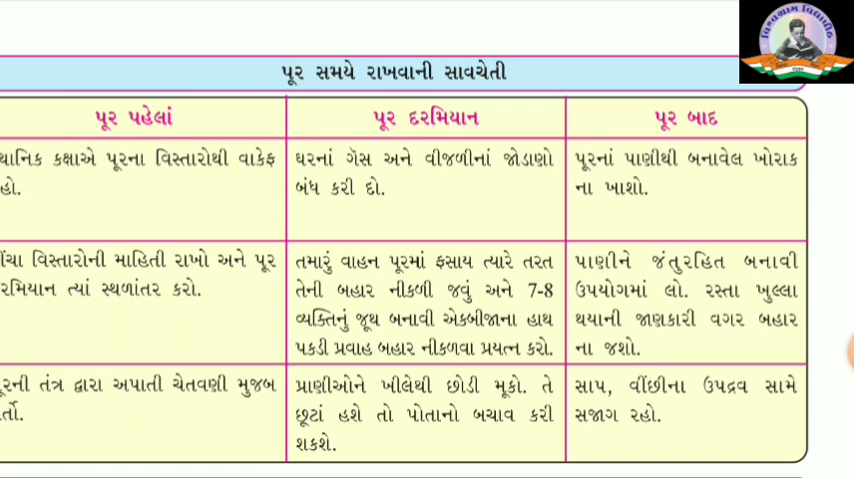 વિશ્વગ્રામ વિદ્યાપીઠ
પૂર સમયે રાખવાની સાવચેતી
પૂર પહેલાં
પૂર દરમિયાન
પૂર બાદ
થાનિક કક્ષાએ પૂરના વિસ્તારોથી વાકેફ
હો.
ઘરનાં ગૅસ અને વીજળીનાં જોડાણો
બંધ કરી દો.
પૂરનાં પાણીથી બનાવેલ ખોરાક
ના ખાશો.
ચા વિસ્તારોની માહિતી રાખો અને પૂર
રમિયાન ત્યાં સ્થળાંતર કરો.
તમારું વાહન પૂરમાં ફસાય ત્યારે તરત
તેની બહાર નીકળી જવું અને 7-8
વ્યક્તિનું જૂથ બનાવી એકબીજાના હાથ
પકડી પ્રવાહ બહાર નીકળવા પ્રયત્ન કરો.
પાણીને જંતુરહિત બનાવી
ઉપયોગમાં લો. રસ્તા ખુલ્લા
થયાની જાણકારી વગર બહાર
ના જશો.
ૂરની તંત્ર દ્વારા અપાતી ચેતવણી મુજબ
ર્તો.
પ્રાણીઓને ખીલેથી છોડી મૂકો. તે
છૂટાં હશે તો પોતાનો બચાવ કરી
શકશે.
સાપ, વીંછીના ઉપદ્રવ સામે
સજાગ રહો.